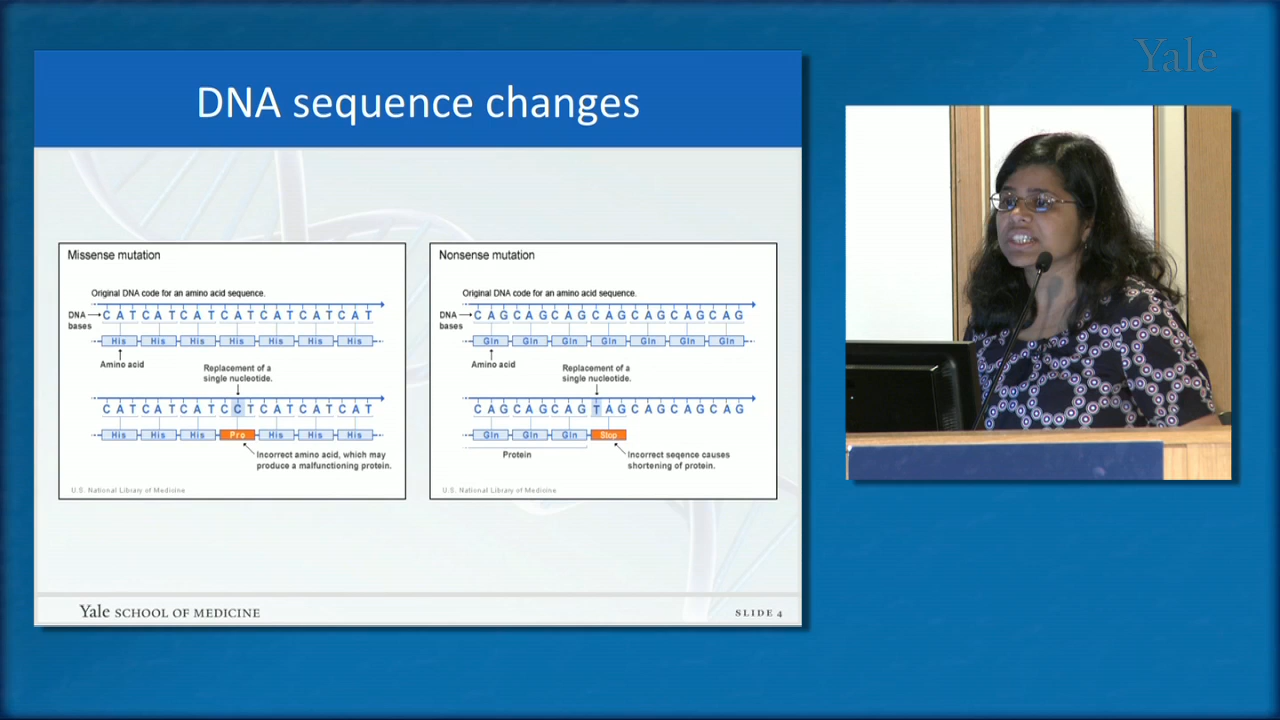 Yale
DNA sequence changes
Missense mutation
Original DNA code for an amino acid sequence.
DNA bases
C A T C A T C A T C A T C A T C A T C A T
His His His His His His His
Amino acid
Replacement of a
single nucleotide.
C A T C A T C A T C C T C A T C A T C A T
His His His Pro His His His
Incorrect amino acid, which may
produce a malfunctioning protein.
U.S. National Library of Medicine
Nonsense mutation
Original DNA code for an amino acid sequence.
DNA bases
C A G C A G C A G C A G C A G C A G C A G
Gln Gln Gln Gln Gln Gln Gln
Amino acid
Replacement of a
single nucleotide.
C A G C A G C A G T A G C A G C A G C A G
Gln Gln Gln Stop
Protein
Incorrect seqence causes
shortening of protein.
U.S. National Library of Medicine
Yale SCHOOL OF MEDICINE
SLIDE 4